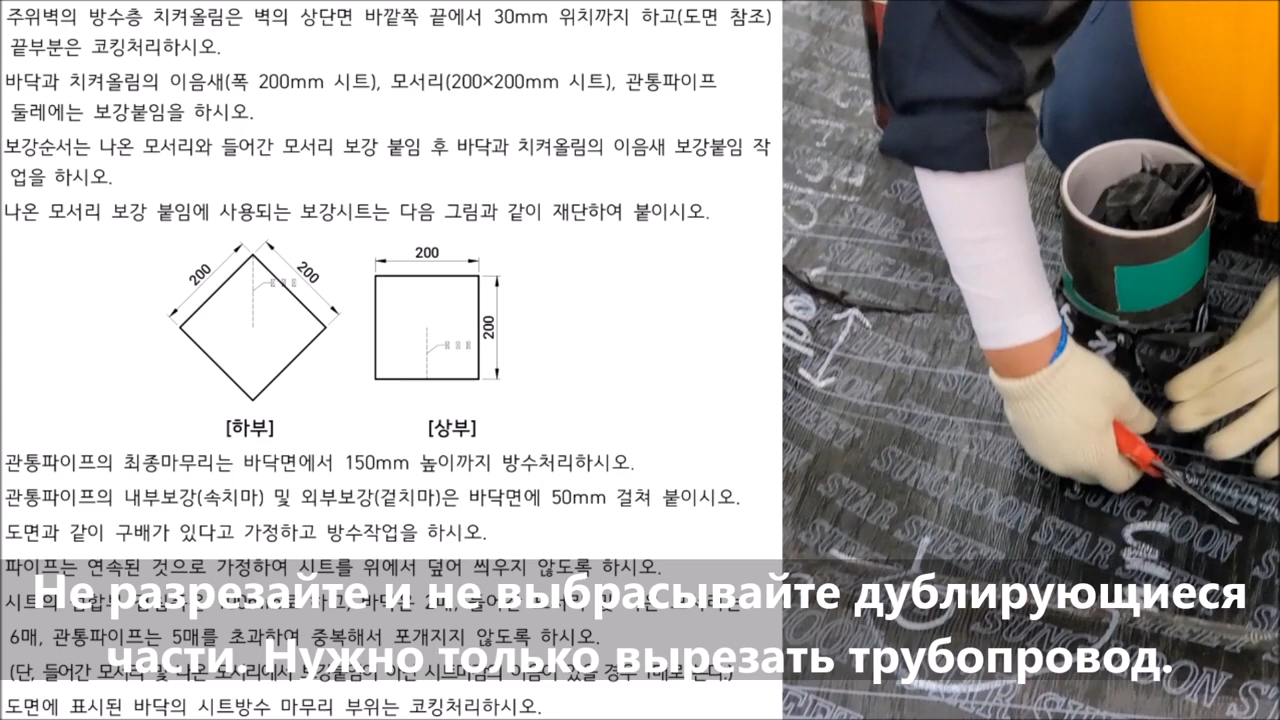 주위벽의 방수층 치켜올림은 벽의 상단면 바깥쪽 끝에서 30mm 위치까지 하고(도면 참조)
끝부분은 코킹처리하시오.
바닥과 치켜올림의 이음새(폭 200mm 시트), 모서리(200×200mm 시트), 관통파이프
둘레에는 보강붙임을 하시오.
보강순서는 나온 모서리와 들어간 모서리 보강 붙임 후 바닥과 치켜올림의 이음새 보강붙임 작
업을 하시오.
나온 모서리 보강 붙임에 사용되는 보강시트는 다음 그림과 같이 재단하여 붙이시오.
200 200 200
200
[하부] [상부]
관통파이프의 최종마무리는 바닥면에서 150mm 높이까지 방수처리하시오.
관통파이프의 내부보강(속치마) 및 외부보강(겉치마)은 바닥면에 50mm 걸쳐 붙이시오.
도면과 같이 구배가 있다고 가정하고 방수작업을 하시오.
파이프는 연속된 것으로 가정하여 시트를 위에서 덮어 씌우지 않도록 하시오.
Не разрезайте и не выбрасывайте дублирующиеся
6매, 관통파이프는 5매를 초과하여 중복해서 포개지지 않도록 하시오.
части. Нужно только вырезать трубопровод.
도면에 표시된 바닥의 시트방수 마무리 부위는 코킹처리하시오.
SUNG MOON
STAR SHEET
SUNG MOON
STAR